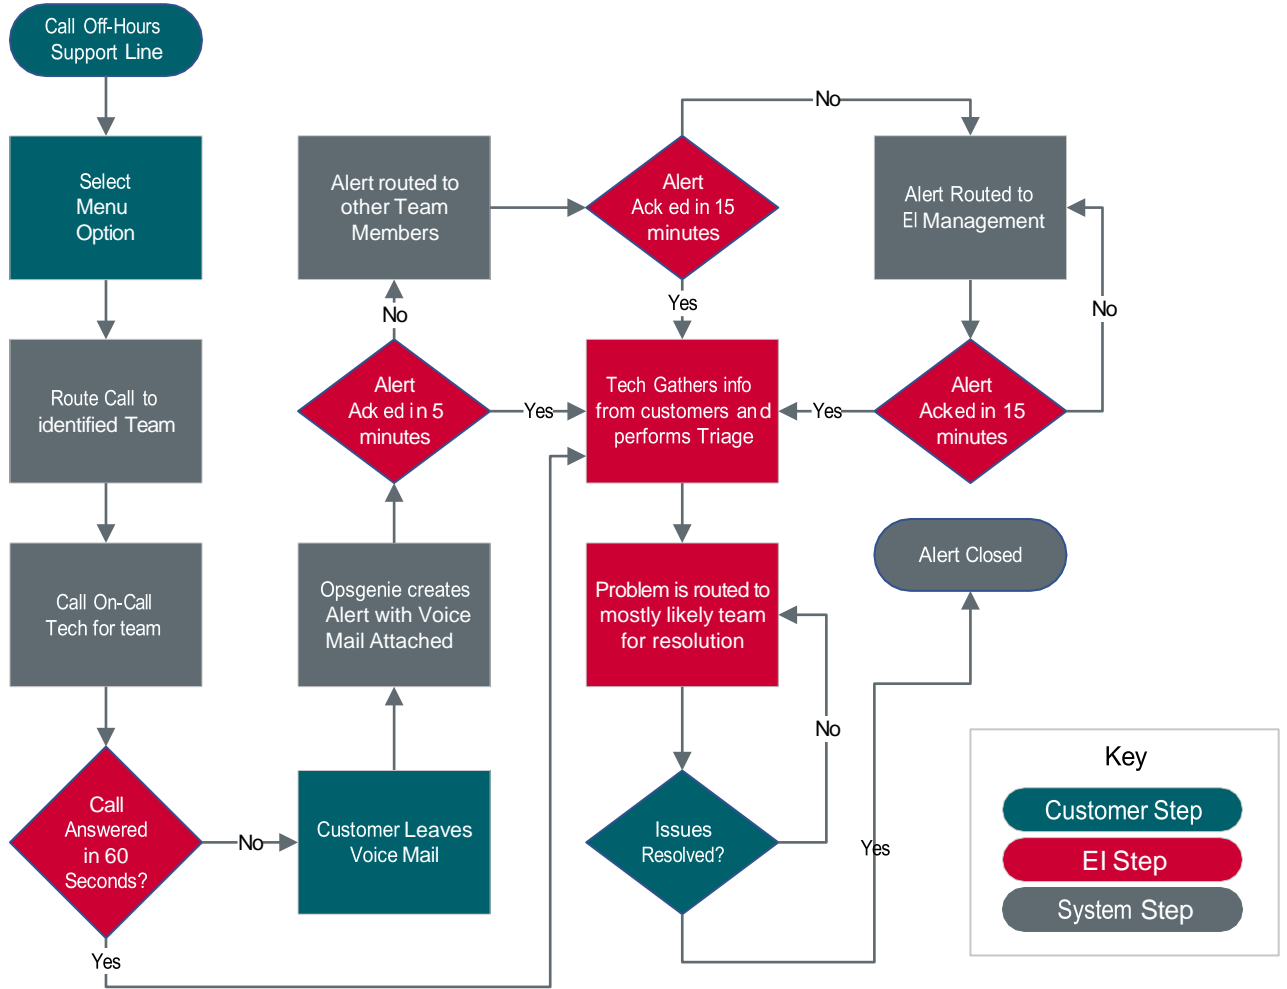 Call Off-Hours
Support Line
Select
Menu
Option
Route Call to
identified Team
Call On-Call
Tech for team
Call
Answered
in 60
Seconds?
No
Yes
Customer Leaves
Voice Mail
Opsgenie creates
Alert with Voice
Mail Attached
Alert
Acked in 5
minutes
No
Yes
Alert routed to
other Team
Members
Alert
Acked in 15
minutes
No
Yes
Alert Routed to
EI Management
Alert
Acked in 15
minutes
No
Yes
Tech Gathers info
from customers and
performs Triage
Problem is routed to
mostly likely team
for resolution
Issues
Resolved?
No
Yes
Alert Closed
Key
Customer Step
EI Step
System Step